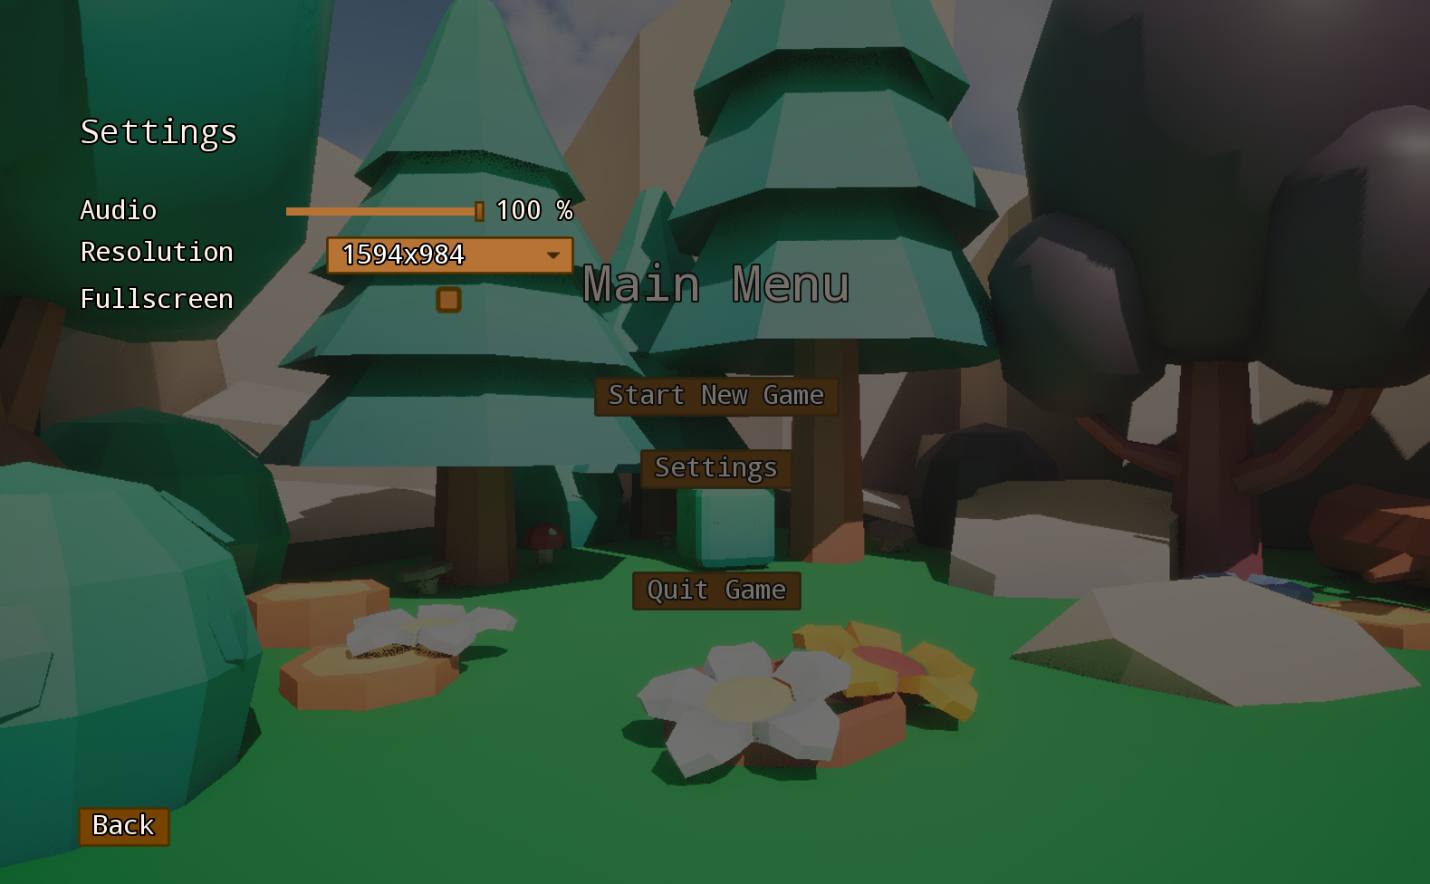 Settings
Audio 100 %
Resolution 1594x984
Fullscreen
Main Menu
Start New Game
Settings
Quit Game
Back